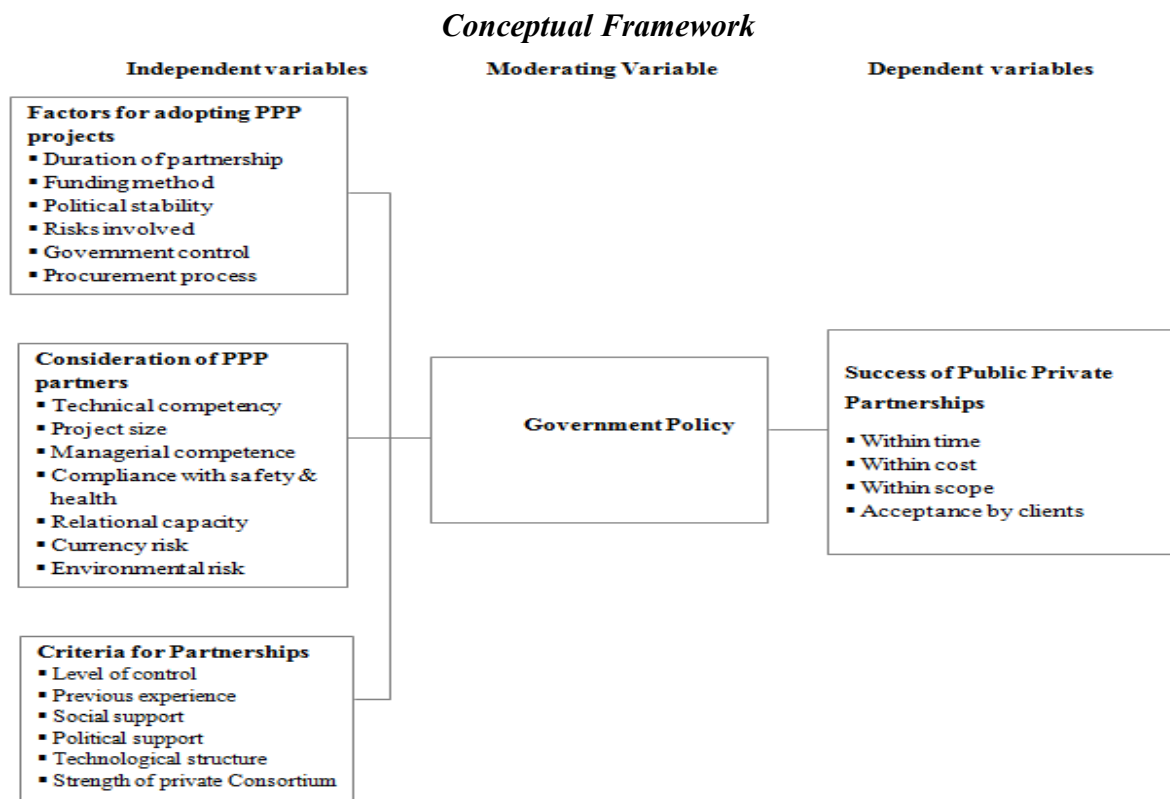 Conceptual Framework
Independent variables Moderating Variable Dependent variables
Factors for adopting PPP
projects
▪ Duration of partnership
▪ Funding method
▪ Political stability
▪ Risks involved
▪ Government control
▪ Procurement process
Consideration of PPP
partners
▪ Technical competency
▪ Project size
▪ Managerial competence
▪ Compliance with safety &
health
▪ Relational capacity
▪ Currency risk
▪ Environmental risk
Criteria for Partnerships
▪ Level of control
▪ Previous experience
▪ Social support
▪ Political support
▪ Technological structure
▪ Strength of private Consortium
Government Policy
Success of Public Private
Partnerships
▪ Within time
▪ Within cost
▪ Within scope
▪ Acceptance by clients